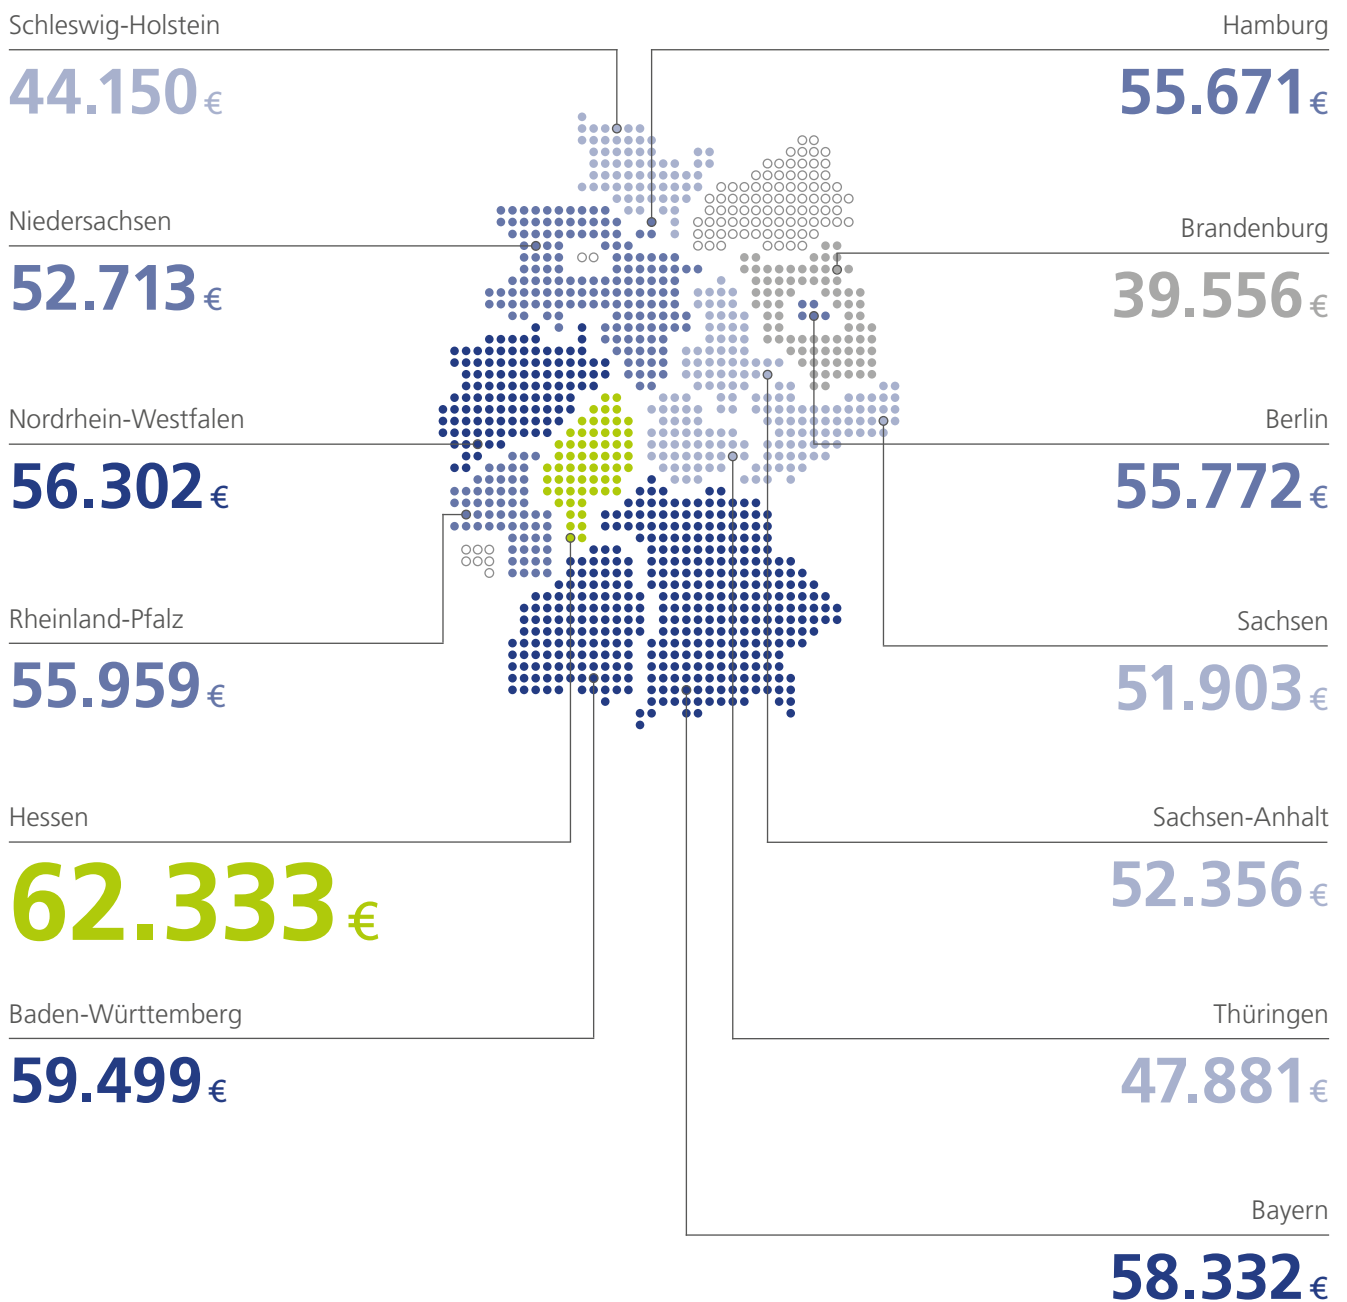 Schleswig-Holstein
44.150 €
Niedersachsen
52.713 €
Nordrhein-Westfalen
56.302 €
Rheinland-Pfalz
55.959 €
Hessen
62.333 €
Baden-Württemberg
59.499 €
Hamburg
55.671 €
Brandenburg
39.556 €
Berlin
55.772 €
Sachsen
51.903 €
Sachsen-Anhalt
52.356 €
Thüringen
47.881 €
Bayern
58.332 €